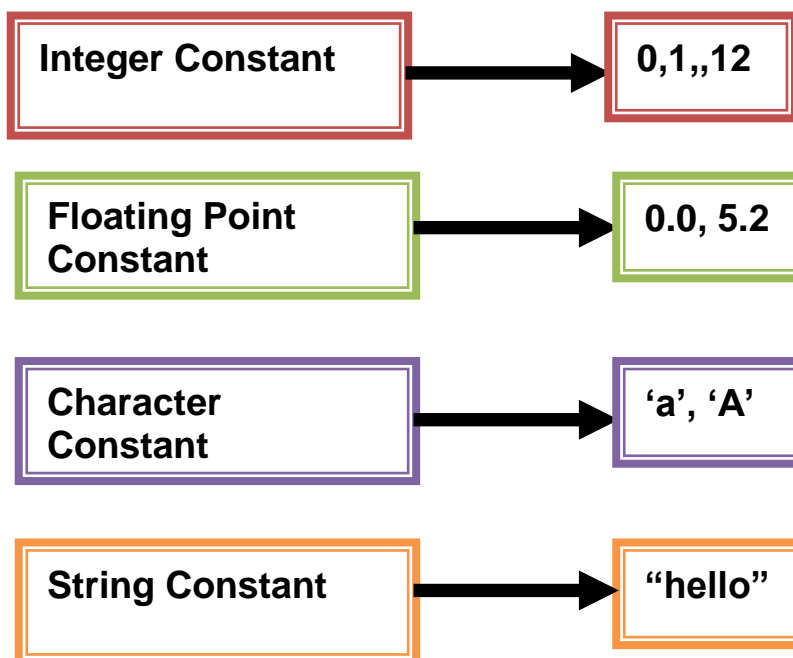 Integer Constant
0,1,,12
Floating Point
Constant
0.0, 5.2
Character
Constant
‘a’, ‘A’
String Constant
“hello”